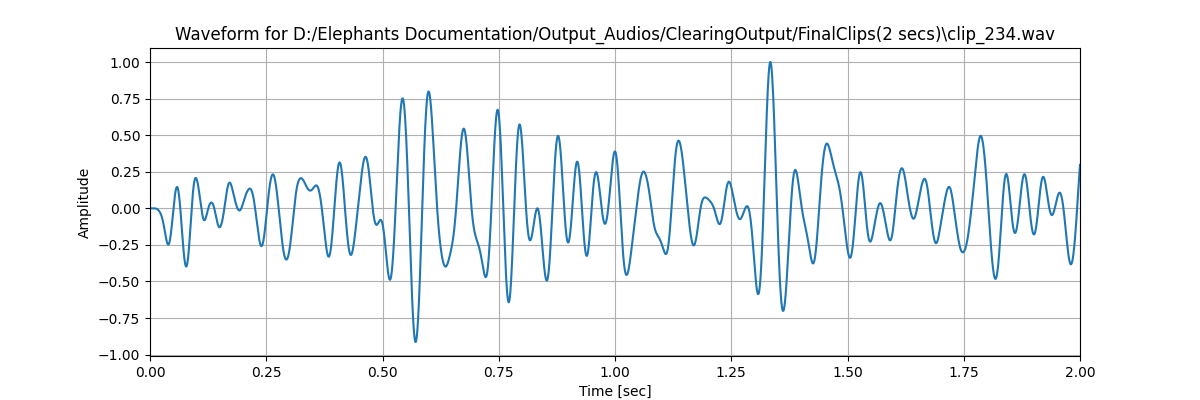 Waveform for D:/Elephants Documentation/Output_Audios/ClearingOutput/FinalClips(2 secs)\clip_234.wav
1.00
0.75
0.50
0.25
0.00
−0.25
−0.50
−0.75
−1.00
Amplitude
0.00 0.25 0.50 0.75 1.00 1.25 1.50 1.75 2.00
Time [sec]